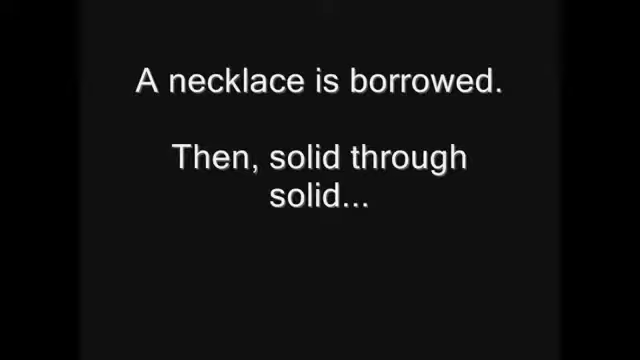 A necklace is borrowed.
Then, solid through
solid...